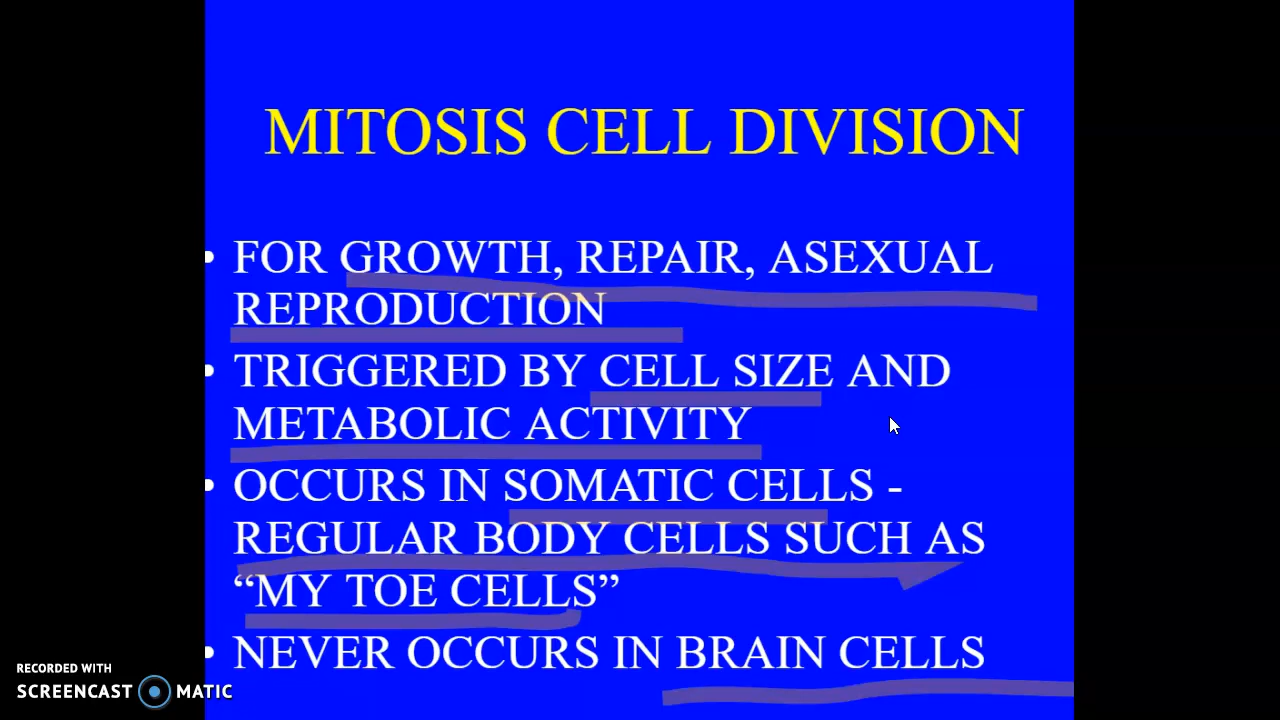 MITOSIS CELL DIVISION
• FOR GROWTH, REPAIR, ASEXUAL
REPRODUCTION
• TRIGGERED BY CELL SIZE AND
METABOLIC ACTIVITY
• OCCURS IN SOMATIC CELLS -
REGULAR BODY CELLS SUCH AS
“MY TOE CELLS”
• NEVER OCCURS IN BRAIN CELLS
RECORDED WITH
SCREENCAST MATIC